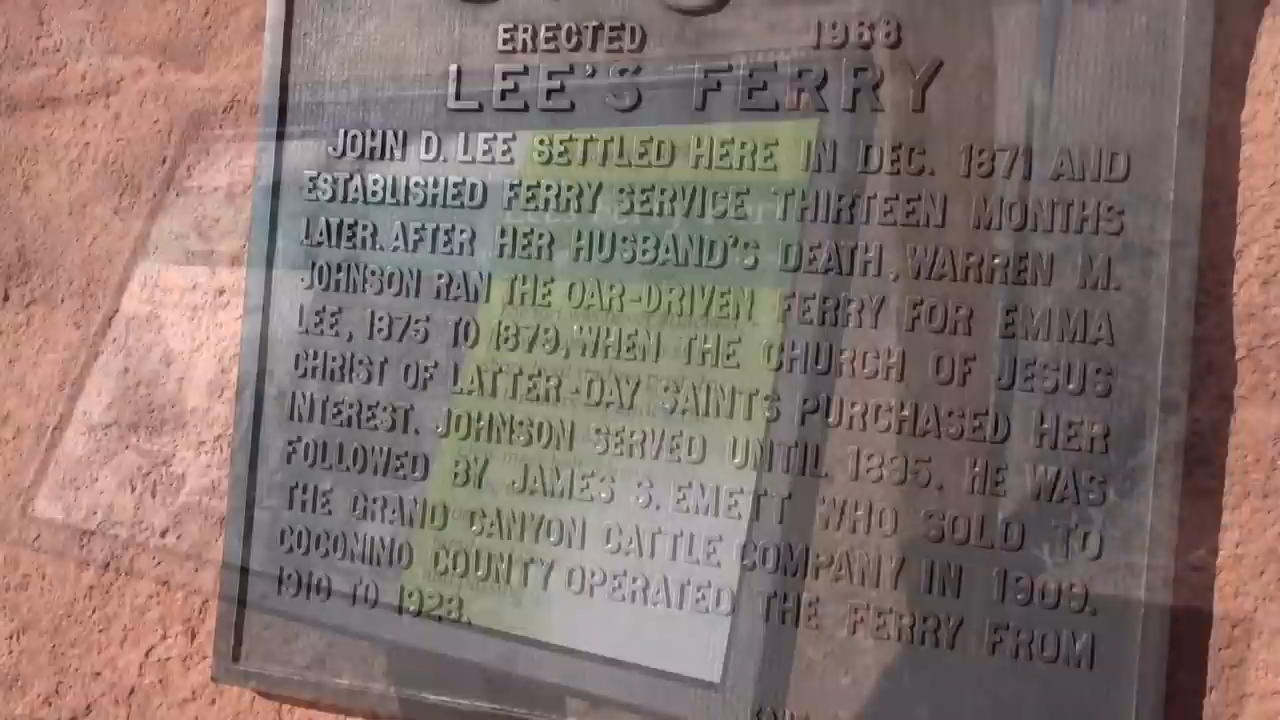 ERECTED 1968
LEE'S FERRY
JOHN D. LEE SETTLED HERE IN DEC. 1871 AND
ESTABLISHED FERRY SERVICE THIRTEEN MONTHS
LATER. AFTER HER HUSBAND'S DEATH, WARREN M.
JOHNSON RAN THE OAR-DRIVEN FERRY FOR EMMA
LEE, 1875 TO 1879, WHEN THE CHURCH OF JESUS
CHRIST OF LATTER-DAY SAINTS PURCHASED HER
INTEREST. JOHNSON SERVED UNTIL 1895. HE WAS
FOLLOWED BY JAMES S. EMETT WHO SOLD TO
THE GRAND CANYON CATTLE COMPANY IN 1909.
COCONINO COUNTY OPERATED THE FERRY FROM
1910 TO 1928.